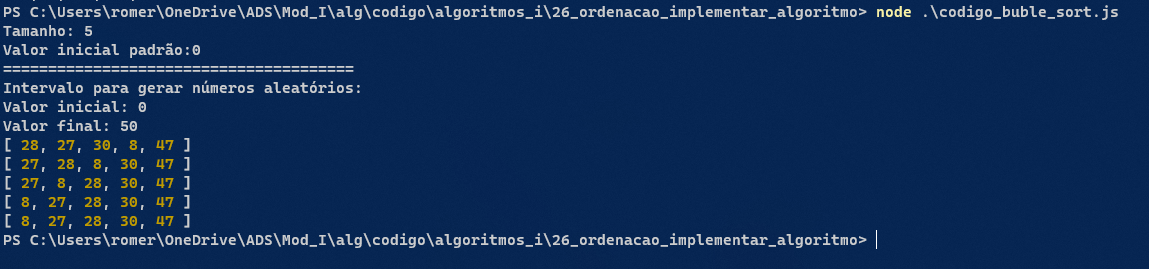 PS C:\Users\romer\OneDrive\ADS\Mod_I\alg\codigo\algoritmos_i\26_ordenacao_implementar_algoritmo> node .\codigo_buble_sort.js
Tamanho: 5
Valor inicial padrão:0
=======================================
Intervalo para gerar números aleatórios:
Valor inicial: 0
Valor final: 50
[ 28, 27, 30, 8, 47 ]
[ 27, 28, 8, 30, 47 ]
[ 27, 8, 28, 30, 47 ]
[ 8, 27, 28, 30, 47 ]
[ 8, 27, 28, 30, 47 ]
PS C:\Users\romer\OneDrive\ADS\Mod_I\alg\codigo\algoritmos_i\26_ordenacao_implementar_algoritmo>